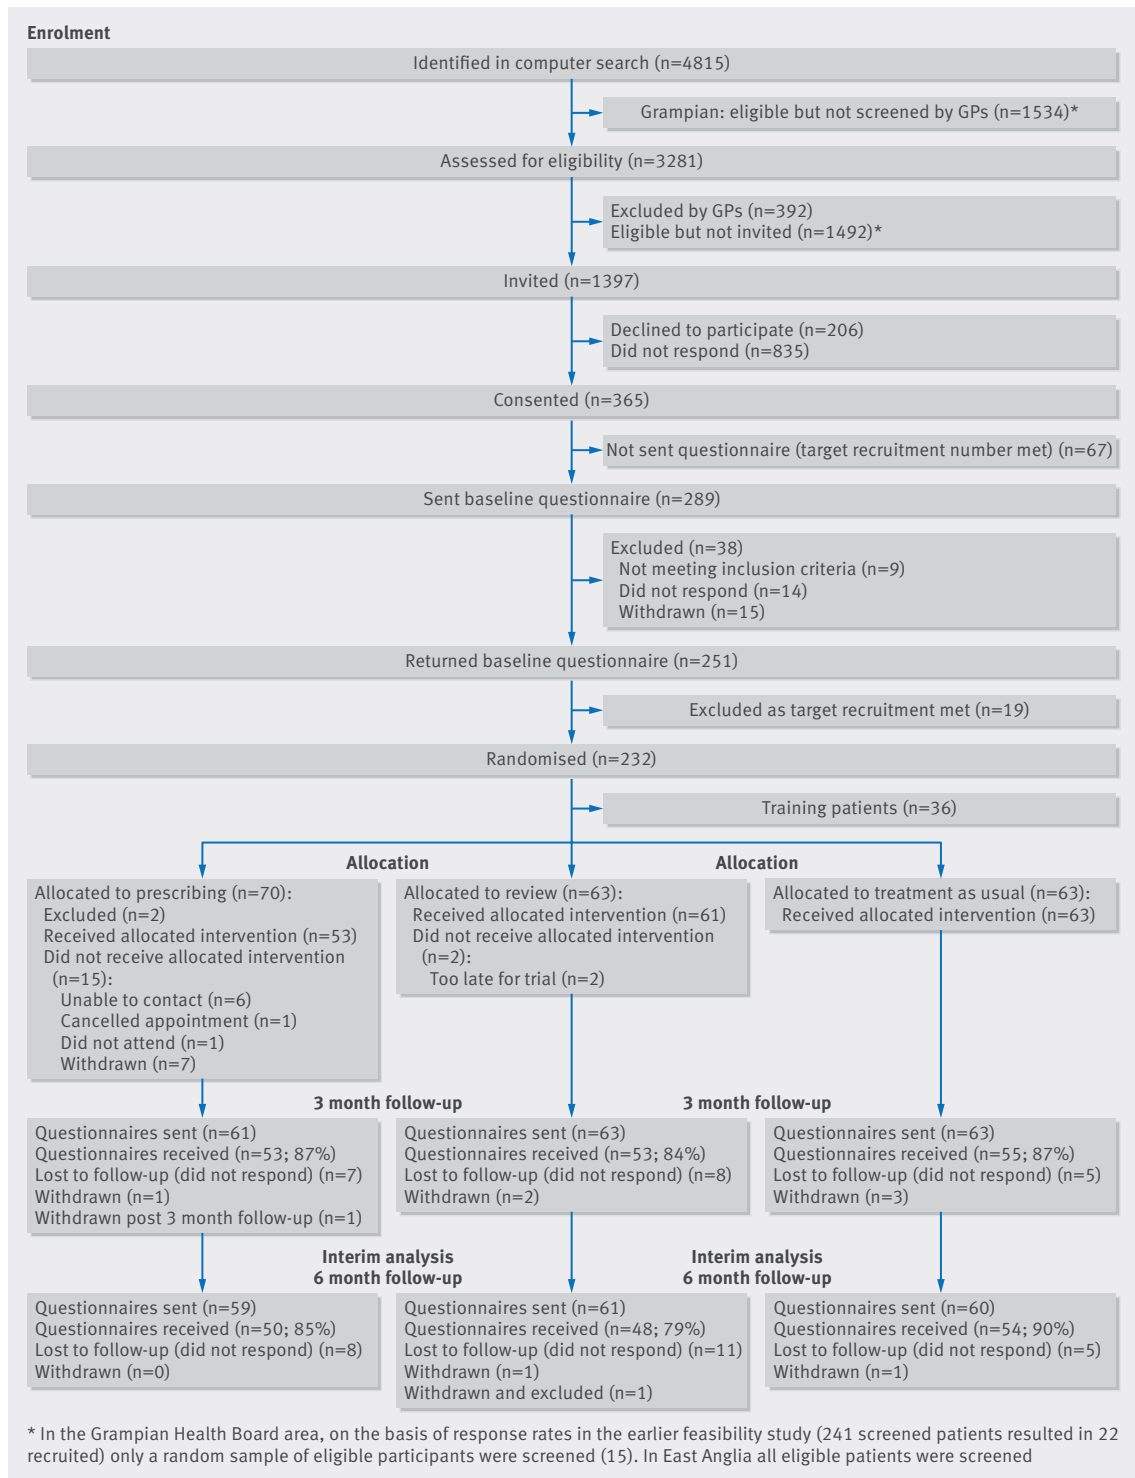 Enrolment
Identified in computer search (n=4815)
Grampian: eligible but not screened by GPs (n=1534)*
Assessed for eligibility (n=3281)
Excluded by GPs (n=392)
Eligible but not invited (n=1492)*
Invited (n=1397)
Declined to participate (n=206)
Did not respond (n=835)
Consented (n=365)
Not sent questionnaire (target recruitment number met) (n=67)
Sent baseline questionnaire (n=289)
Excluded (n=38)
Not meeting inclusion criteria (n=9)
Did not respond (n=14)
Withdrawn (n=15)
Returned baseline questionnaire (n=251)
Excluded as target recruitment met (n=19)
Randomised (n=232)
Training patients (n=36)
Allocation
Allocation
Allocated to prescribing (n=70):
Excluded (n=2)
Received allocated intervention (n=53)
Did not receive allocated intervention
(n=15):
Unable to contact (n=6)
Cancelled appointment (n=1)
Did not attend (n=1)
Withdrawn (n=7)
Allocated to review (n=63):
Received allocated intervention (n=61)
Did not receive allocated intervention
(n=2):
Too late for trial (n=2)
Allocated to treatment as usual (n=63):
Received allocated intervention (n=63)
3 month follow-up
3 month follow-up
Questionnaires sent (n=61)
Questionnaires received (n=53; 87%)
Lost to follow-up (did not respond) (n=7)
Withdrawn (n=1)
Withdrawn post 3 month follow-up (n=1)
Questionnaires sent (n=63)
Questionnaires received (n=53; 84%)
Lost to follow-up (did not respond) (n=8)
Withdrawn (n=2)
Questionnaires sent (n=63)
Questionnaires received (n=55; 87%)
Lost to follow-up (did not respond) (n=5)
Withdrawn (n=3)
Interim analysis
6 month follow-up
Interim analysis
6 month follow-up
Questionnaires sent (n=59)
Questionnaires received (n=50; 85%)
Lost to follow-up (did not respond) (n=8)
Withdrawn (n=0)
Questionnaires sent (n=61)
Questionnaires received (n=48; 79%)
Lost to follow-up (did not respond) (n=11)
Withdrawn (n=1)
Withdrawn and excluded (n=1)
Questionnaires sent (n=60)
Questionnaires received (n=54; 90%)
Lost to follow-up (did not respond) (n=5)
Withdrawn (n=1)
* In the Grampian Health Board area, on the basis of response rates in the earlier feasibility study (241 screened patients resulted in 22
recruited) only a random sample of eligible participants were screened (15). In East Anglia all eligible patients were screened